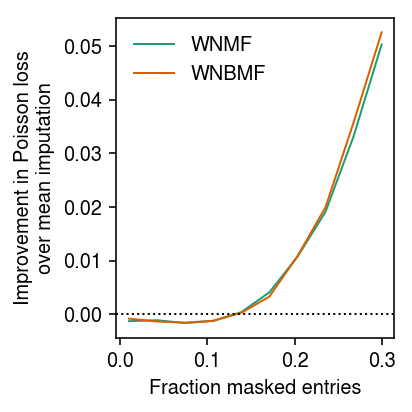 WNMF
WNBMF
Improvement in Poisson loss
over mean imputation
0.05
0.04
0.03
0.02
0.01
0.00
0.0 0.1 0.2 0.3
Fraction masked entries